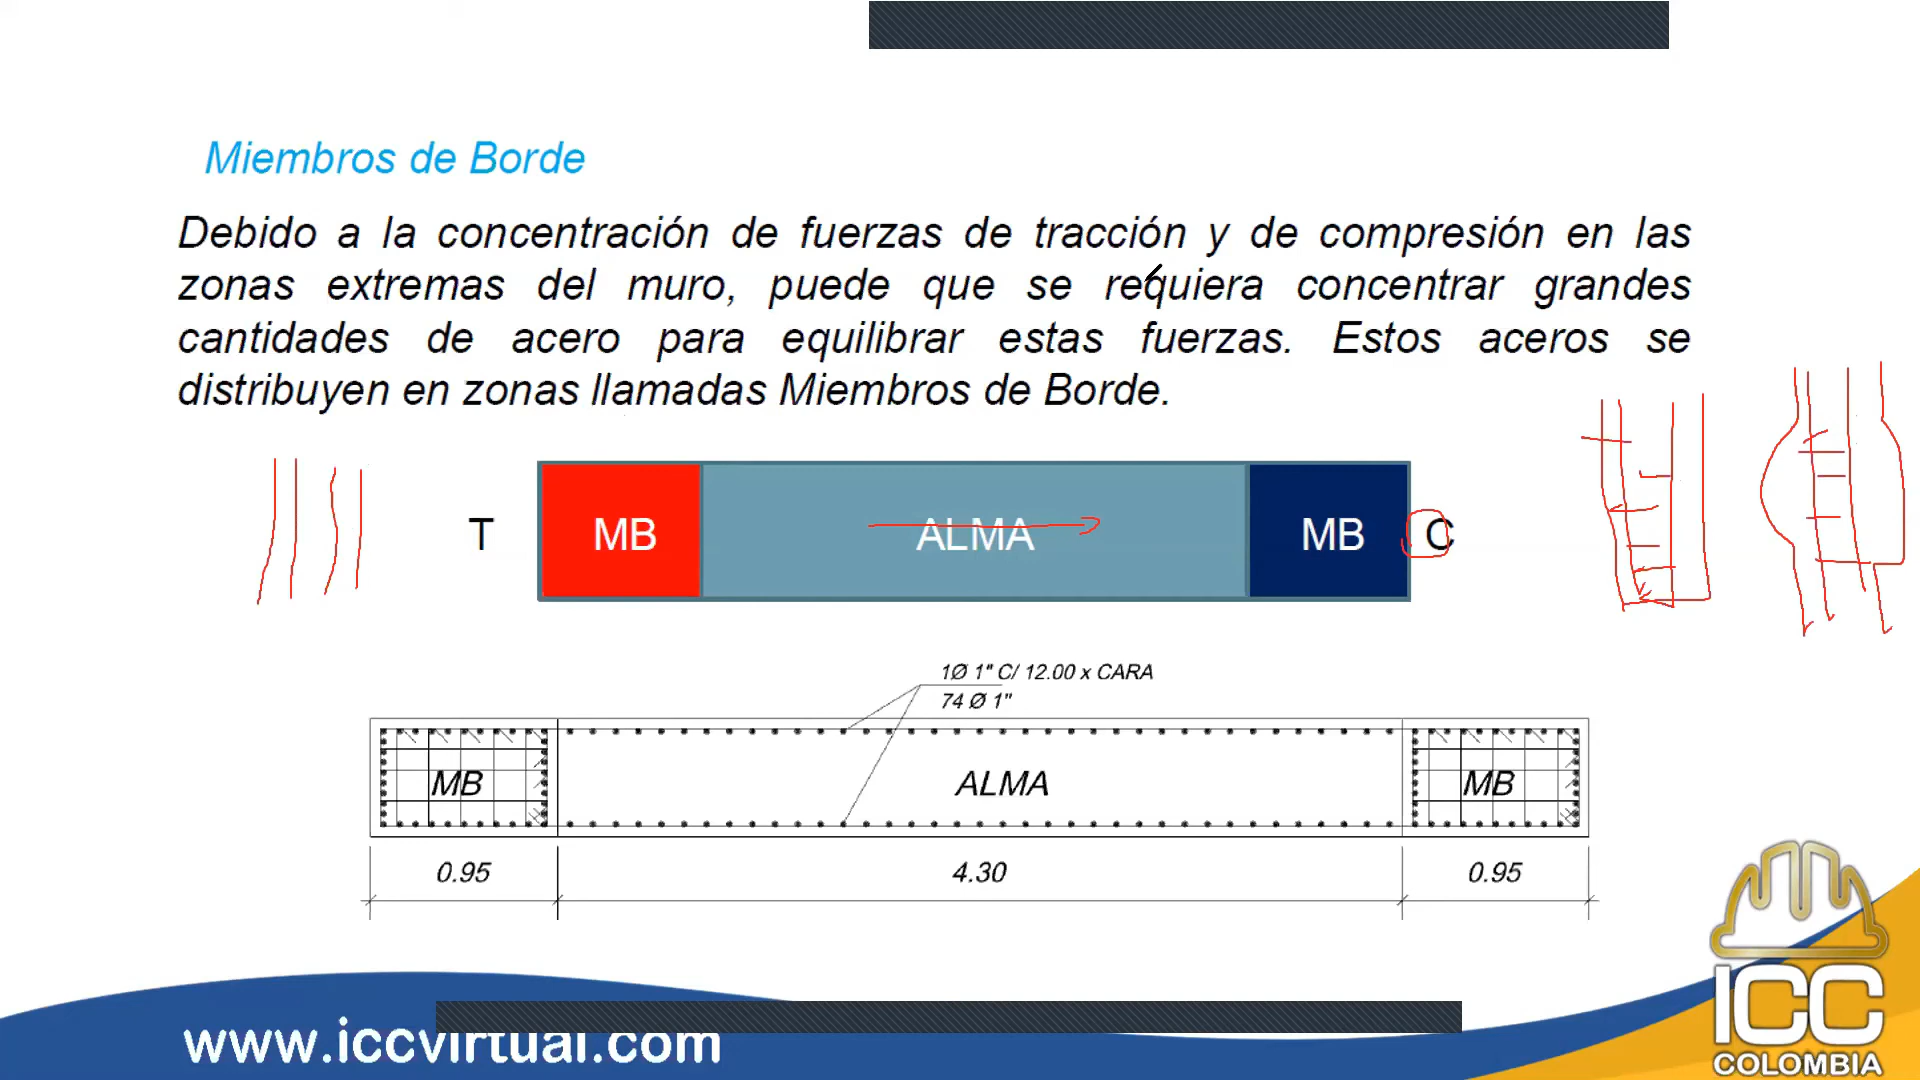 Miembros de Borde
Debido a la concentración de fuerzas de tracción y de compresión en las
zonas extremas del muro, puede que se requiera concentrar grandes
cantidades de acero para equilibrar estas fuerzas. Estos aceros se
distribuyen en zonas llamadas Miembros de Borde.
T MB ALMA MB C
1Ø 1" C/ 12.00 x CARA
74 Ø 1"
MB ALMA MB
0.95 4.30 0.95
www.iccvirtual.com
ICC
COLOMBIA